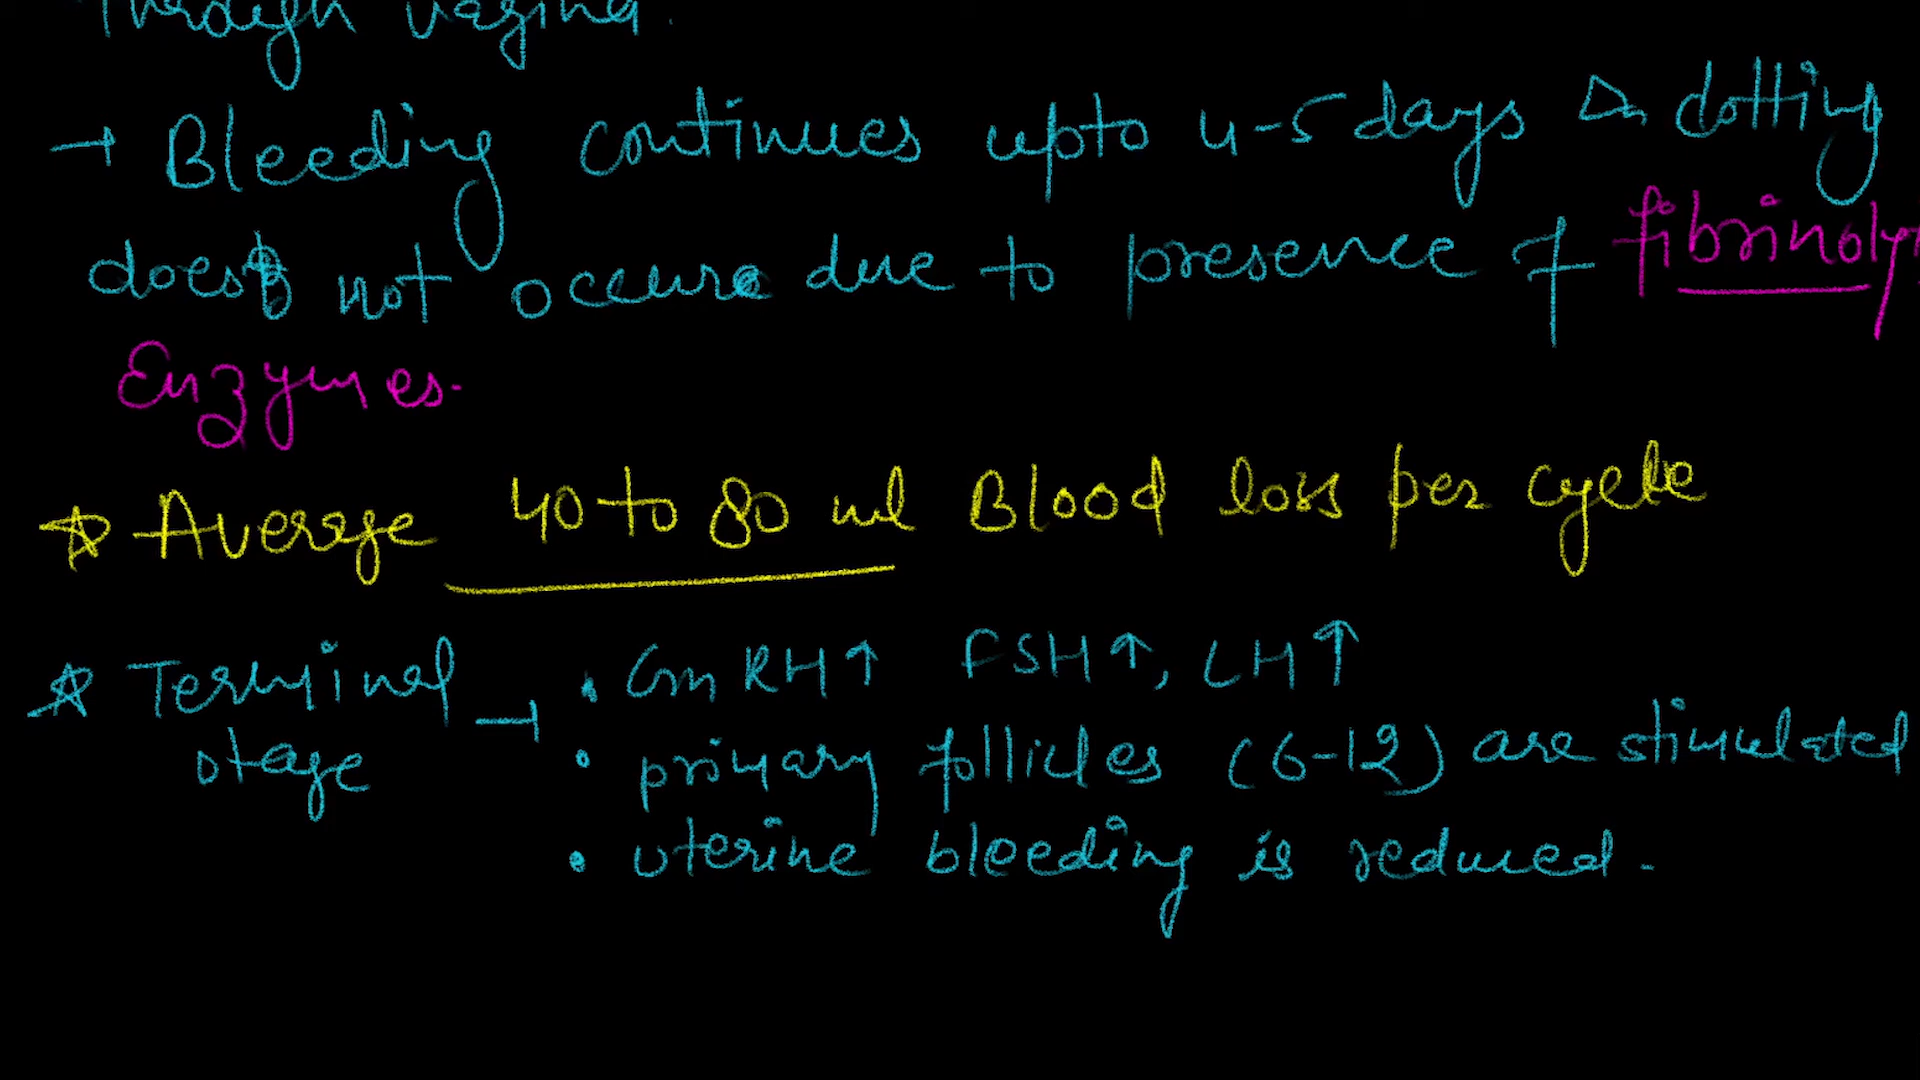 Through vagina.
→ Bleeding continues upto 4-5 days & clotting
does not occure due to presence of fibrinoly
Enzymes.
☆ Average 40 to 80 ml Blood loss per cycle
☆ Terminal stage → • GnRH↑ FSH↑, LH↑
• primary follicles (6-12) are stimulated
• uterine bleeding is reduced.